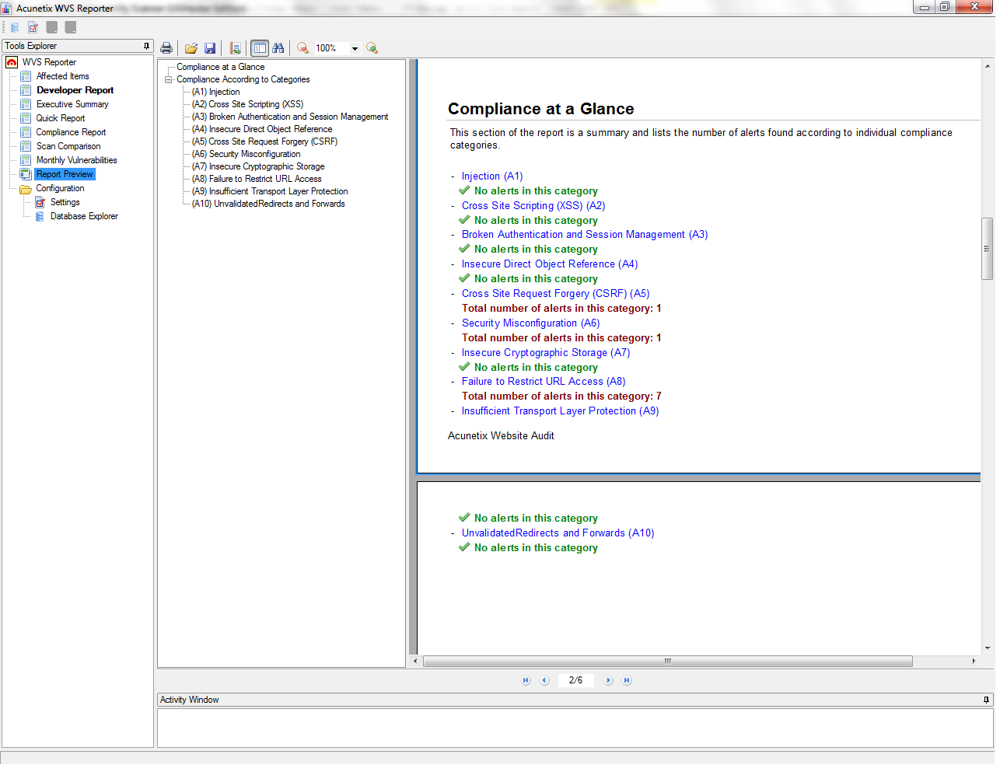 Acunetix WVS Reporter
Tools Explorer
WVS Reporter
Affected Items
Developer Report
Executive Summary
Quick Report
Compliance Report
Scan Comparison
Monthly Vulnerabilities
Report Preview
Configuration
Settings
Database Explorer
100%
Compliance at a Glance
Compliance According to Categories
(A1) Injection
(A2) Cross Site Scripting (XSS)
(A3) Broken Authentication and Session Management
(A4) Insecure Direct Object Reference
(A5) Cross Site Request Forgery (CSRF)
(A6) Security Misconfiguration
(A7) Insecure Cryptographic Storage
(A8) Failure to Restrict URL Access
(A9) Insufficient Transport Layer Protection
(A10) UnvalidatedRedirects and Forwards
Compliance at a Glance
This section of the report is a summary and lists the number of alerts found according to individual compliance
categories.
- Injection (A1)
No alerts in this category
- Cross Site Scripting (XSS) (A2)
No alerts in this category
- Broken Authentication and Session Management (A3)
No alerts in this category
- Insecure Direct Object Reference (A4)
No alerts in this category
- Cross Site Request Forgery (CSRF) (A5)
Total number of alerts in this category: 1
- Security Misconfiguration (A6)
Total number of alerts in this category: 1
- Insecure Cryptographic Storage (A7)
No alerts in this category
- Failure to Restrict URL Access (A8)
Total number of alerts in this category: 7
- Insufficient Transport Layer Protection (A9)
Acunetix Website Audit
No alerts in this category
- UnvalidatedRedirects and Forwards (A10)
No alerts in this category
2/6
Activity Window